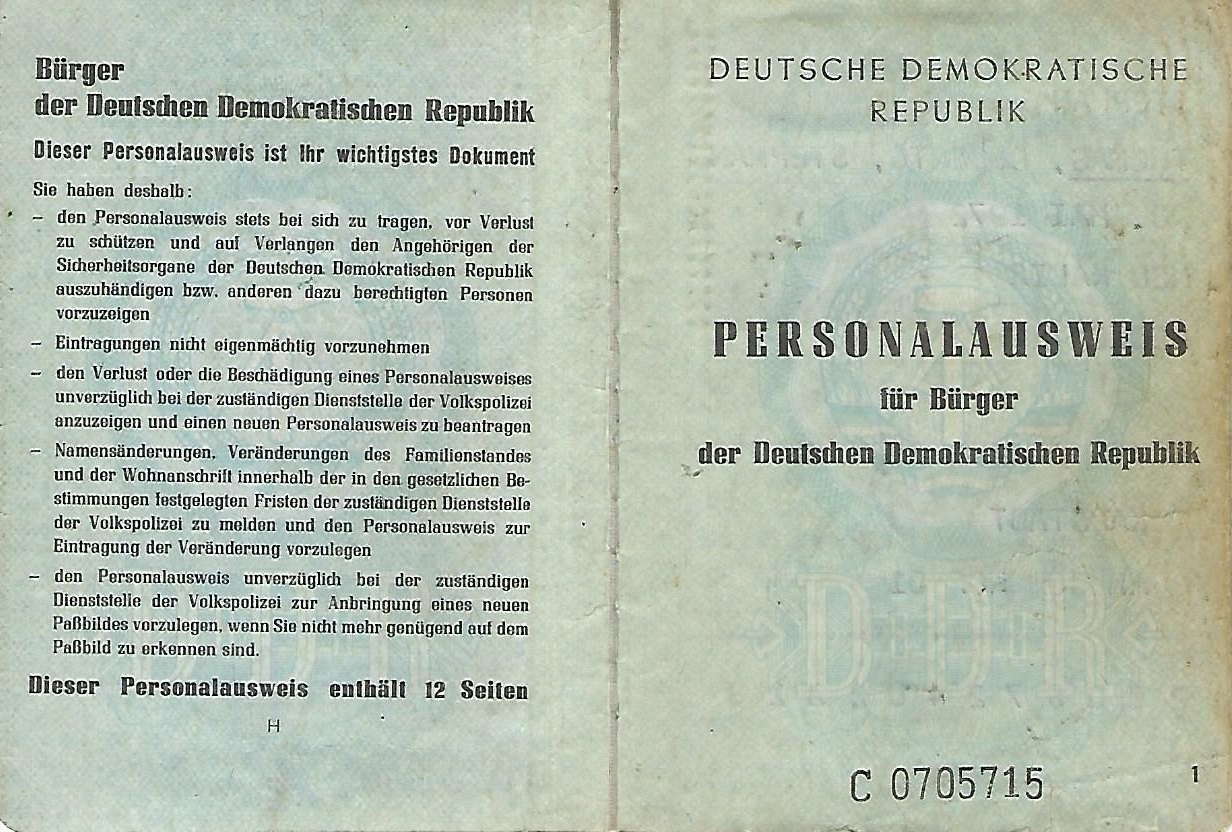 Bürger
der Deutschen Demokratischen Republik
Dieser Personalausweis ist Ihr wichtigstes Dokument
Sie haben deshalb:
– den Personalausweis stets bei sich zu tragen, vor Verlust
zu schützen und auf Verlangen den Angehörigen der
Sicherheitsorgane der Deutschen Demokratischen Republik
auszuhändigen bzw. anderen dazu berechtigten Personen
vorzuzeigen
– Eintragungen nicht eigenmächtig vorzunehmen
– den Verlust oder die Beschädigung eines Personalausweises
unverzüglich bei der zuständigen Dienststelle der Volkspolizei
anzuzeigen und einen neuen Personalausweis zu beantragen
– Namensänderungen, Veränderungen des Familienstandes
und der Wohnanschrift innerhalb der in den gesetzlichen Be-
stimmungen festgelegten Fristen der zuständigen Dienststelle
der Volkspolizei zu melden und den Personalausweis zur
Eintragung der Veränderung vorzulegen
– den Personalausweis unverzüglich bei der zuständigen
Dienststelle der Volkspolizei zur Anbringung eines neuen
Paßbildes vorzulegen, wenn Sie nicht mehr genügend auf dem
Paßbild zu erkennen sind.
Dieser Personalausweis enthält 12 Seiten
H
DEUTSCHE DEMOKRATISCHE
REPUBLIK
PERSONALAUSWEIS
für Bürger
der Deutschen Demokratischen Republik
DDR
C 0705715
1